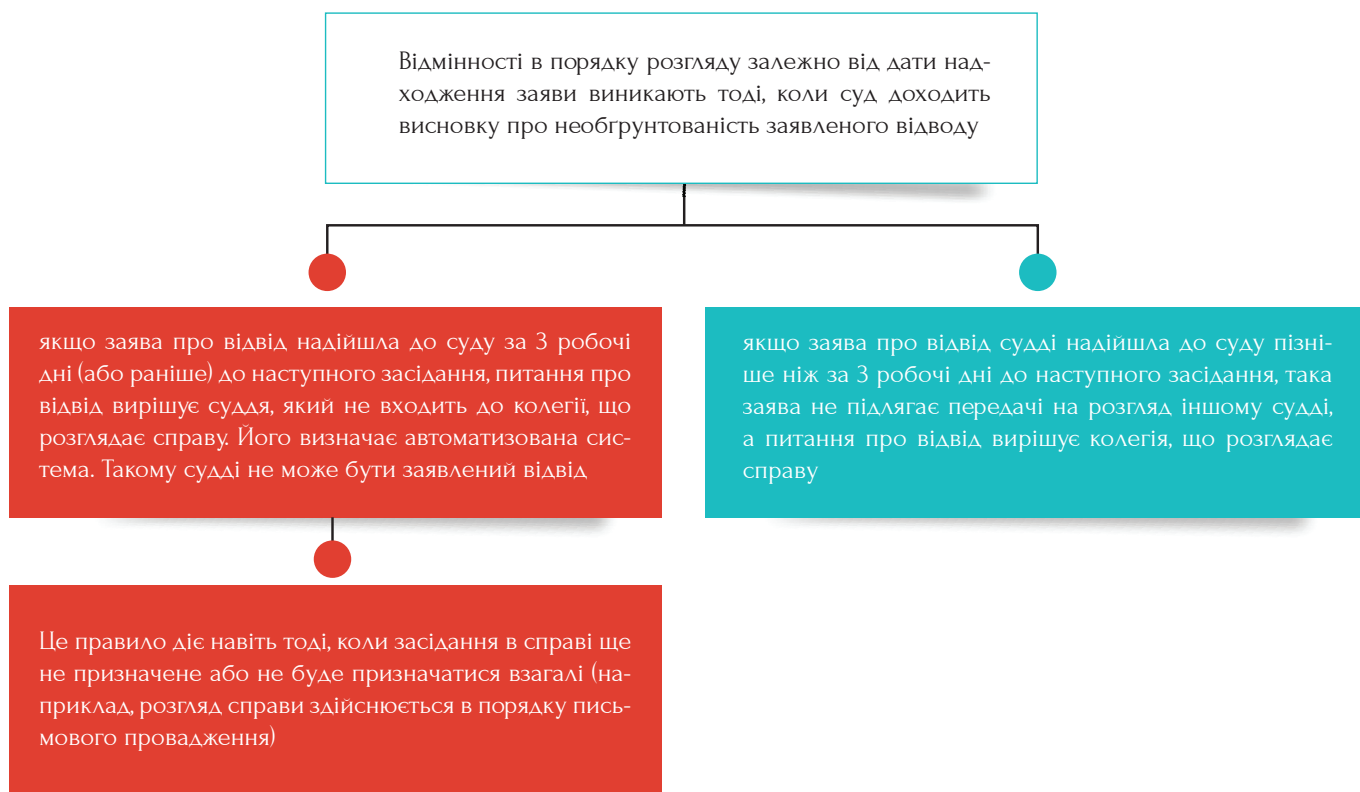 Відмінності в порядку розгляду залежно від дати над-
ходження заяви виникають тоді, коли суд доходить
висновку про необґрунтованість заявленого відводу
якщо заява про відвід надійшла до суду за 3 робочі
дні (або раніше) до наступного засідання, питання про
відвід вирішує суддя, який не входить до колегії, що
розглядає справу. Його визначає автоматизована сис-
тема. Такому судді не може бути заявлений відвід
якщо заява про відвід судді надійшла до суду пізні-
ше ніж за 3 робочі дні до наступного засідання, така
заява не підлягає передачі на розгляд іншому судді,
а питання про відвід вирішує колегія, що розглядає
справу
Це правило діє навіть тоді, коли засідання в справі ще
не призначене або не буде призначатися взагалі (на-
приклад, розгляд справи здійснюється в порядку пись-
мового провадження)